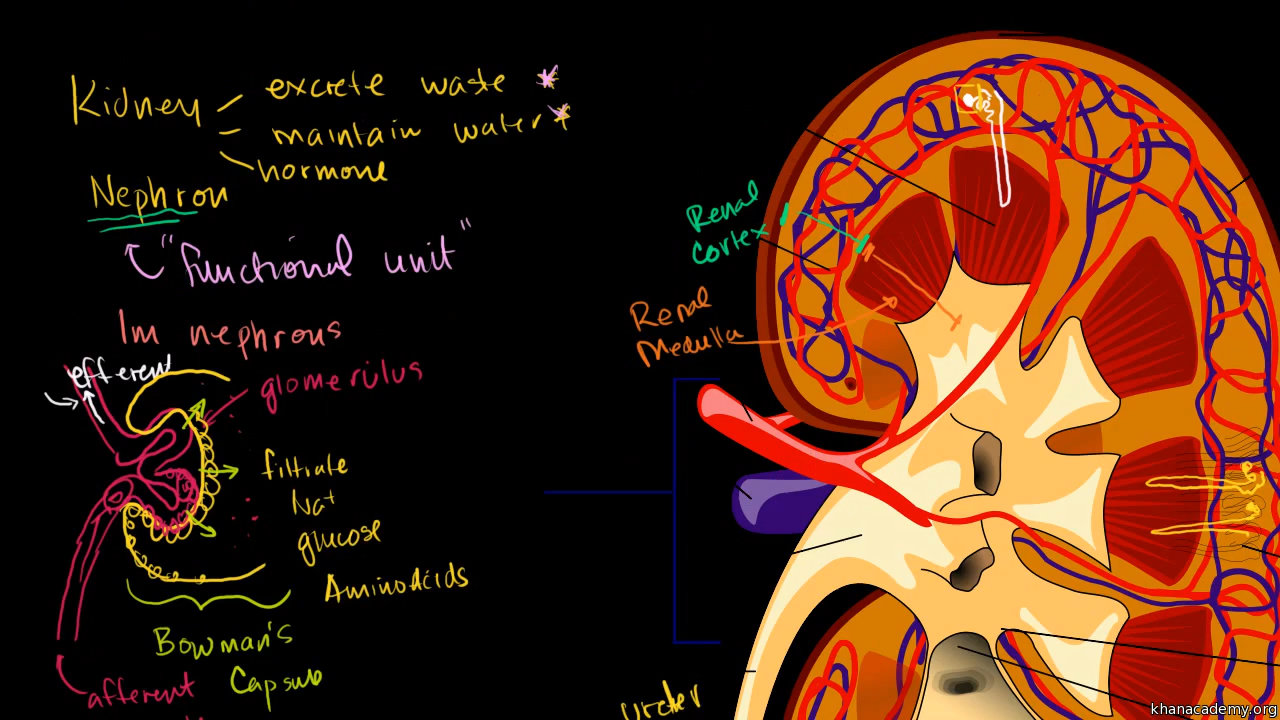 Kidney
excrete waste
maintain water
hormone
Nephron
"functional unit"
1m nephrons
efferent
glomerulus
filtrate
Na+
glucose
Amino Acids
Bowman's
Capsule
afferent
Renal
cortex
Renal
Medulla
Ureter
khanacademy.org